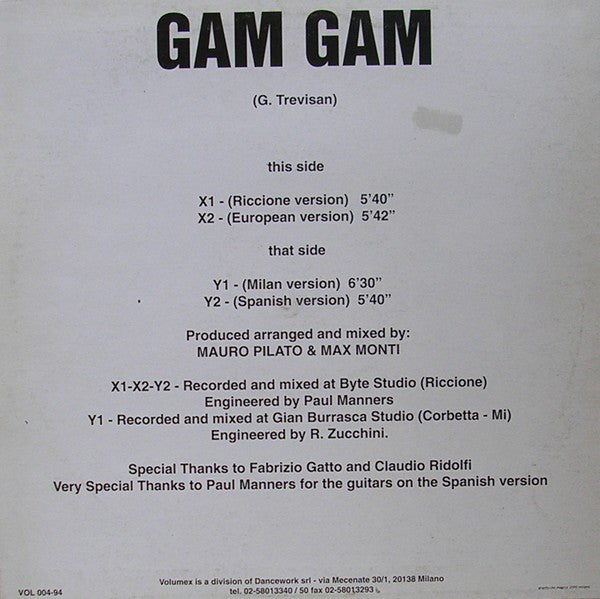 GAM GAM
(G. Trevisan)
this side
X1 - (Riccione version) 5'40"
X2 - (European version) 5'42"
that side
Y1 - (Milan version) 6'30"
Y2 - (Spanish version) 5'40"
Produced arranged and mixed by:
MAURO PILATO & MAX MONTI
X1-X2-Y2 - Recorded and mixed at Byte Studio (Riccione)
Engineered by Paul Manners
Y1 - Recorded and mixed at Gian Burrasca Studio (Corbetta - Mi)
Engineered by R. Zucchini.
Special Thanks to Fabrizio Gatto and Claudio Ridolfi
Very Special Thanks to Paul Manners for the guitars on the Spanish version
Volumex is a division of Dancework srl - via Mecenate 30/1, 20138 Milano
VOL 004-94
tel. 02-58013340 / 50 fax 02-58013293